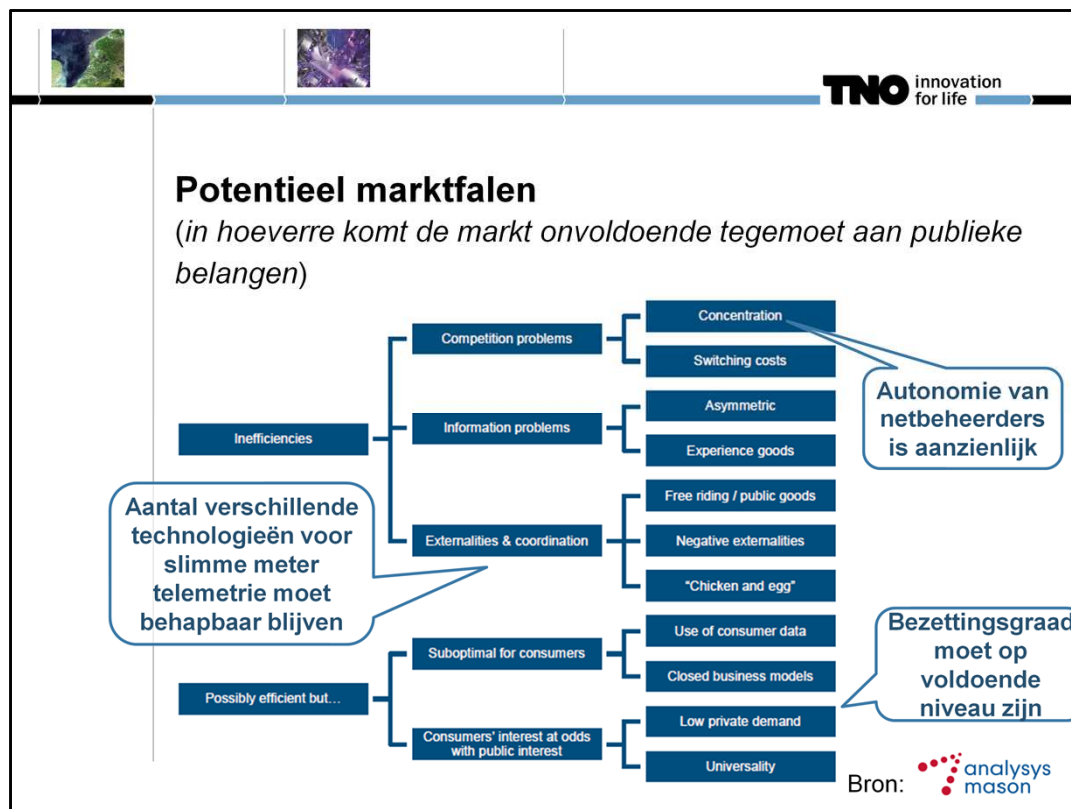 TNO innovation
for life
Potentieel marktfalen
(in hoeverre komt de markt onvoldoende tegemoet aan publieke
belangen)
Inefficiencies
Competition problems
Concentration
Switching costs
Autonomie van
netbeheerders
is aanzienlijk
Information problems
Asymmetric
Experience goods
Aantal verschillende
technologieën voor
slimme meter
telemetrie moet
behapbaar blijven
Externalities & coordination
Free riding / public goods
Negative externalities
"Chicken and egg"
Possibly efficient but...
Suboptimal for consumers
Use of consumer data
Closed business models
Bezettingsgraad
moet op
voldoende
niveau zijn
Consumers' interest at odds
with public interest
Low private demand
Universality
Bron:
analysys
mason